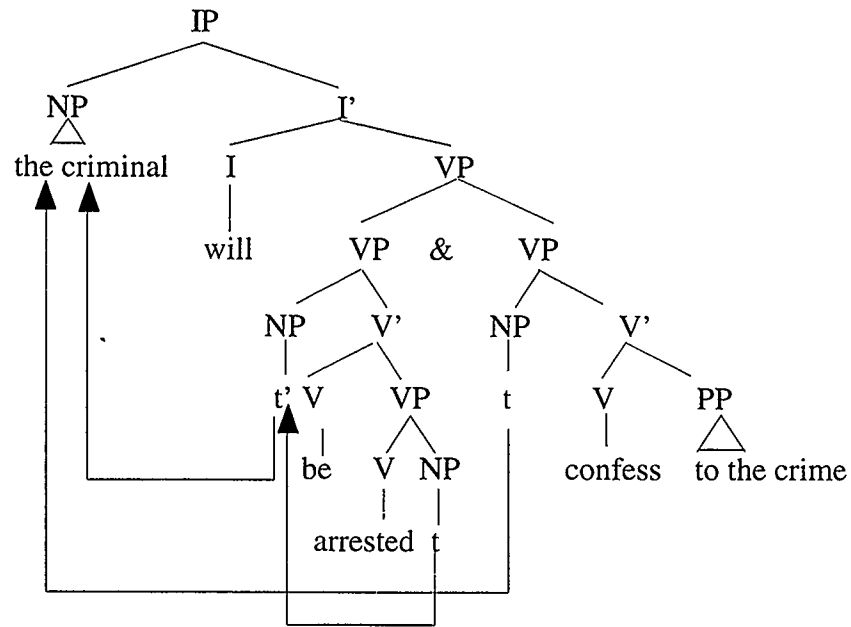 IP
NP I’
the criminal I VP
will VP & VP
NP V’ NP V’
t’ V VP t V PP
be V NP confess to the crime
arrested t